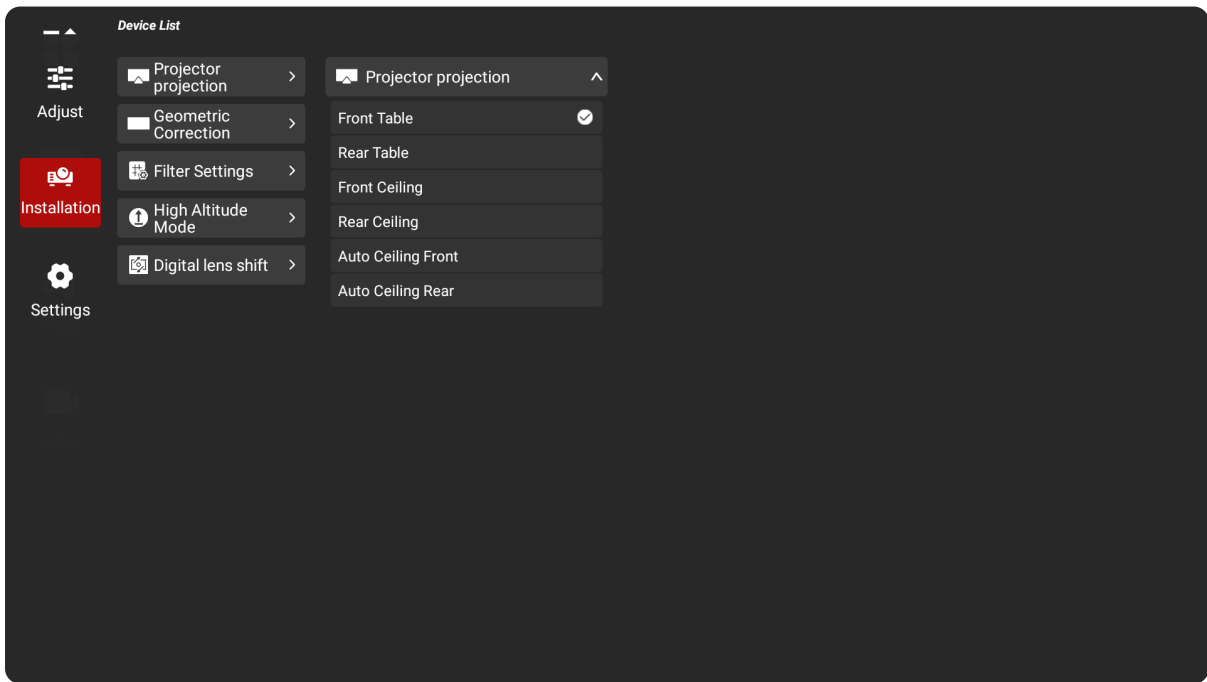 Device List
Adjust
Installation
Settings
Projector
projection
Geometric
Correction
Filter Settings
High Altitude
Mode
Digital lens shift
Projector projection
Front Table
Rear Table
Front Ceiling
Rear Ceiling
Auto Ceiling Front
Auto Ceiling Rear